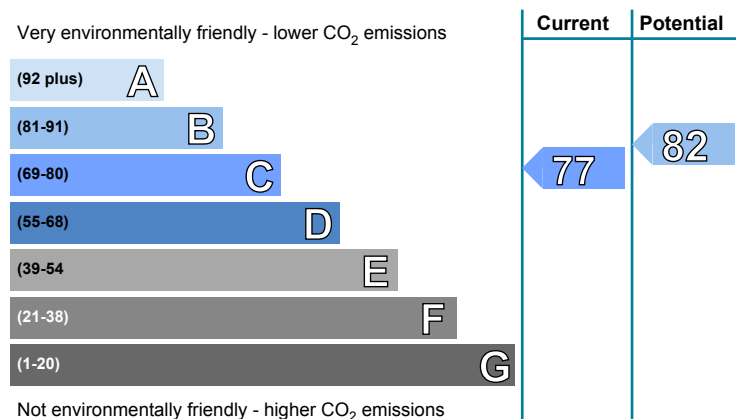 Current Potential
Very environmentally friendly - lower CO₂ emissions
(92 plus) A
(81-91) B
(69-80) C
(55-68) D
(39-54 E
(21-38) F
(1-20) G
77
82
Not environmentally friendly - higher CO₂ emissions